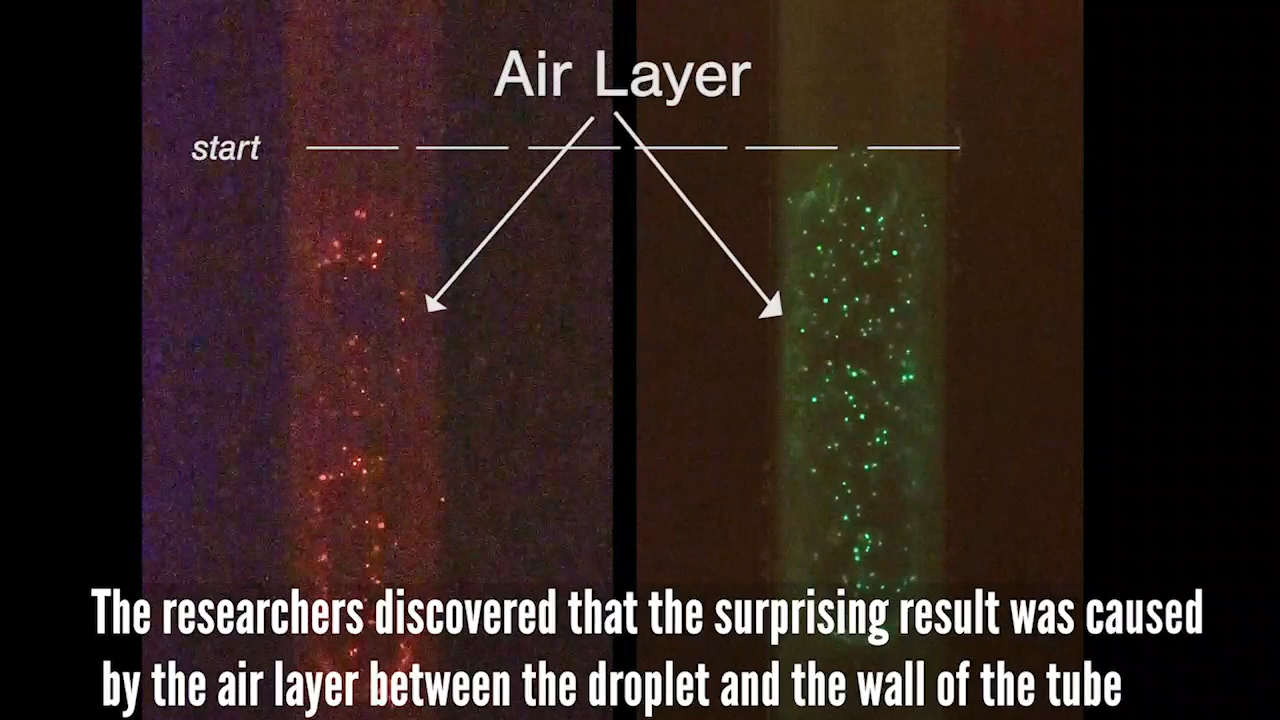 Air Layer
start
The researchers discovered that the surprising result was caused
by the air layer between the droplet and the wall of the tube